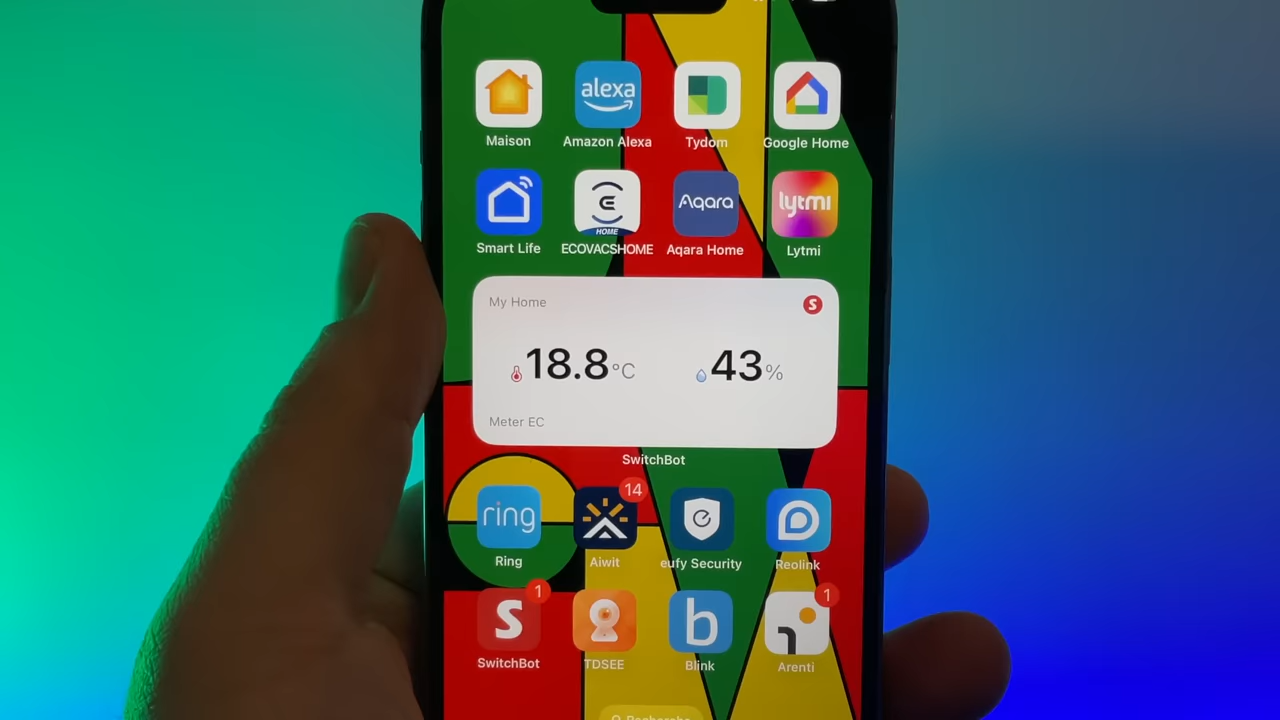 alexa
Maison
Amazon Alexa
Tydom
Google Home
HOME
Aqara
lytmi
Smart Life
ECOVACSHOME
Aqara Home
Lytmi
My Home
S
18.8°C
43%
Meter EC
SwitchBot
14
ring
Ring
Aiwit
eufy Security
Reolink
1
1
S
b
SwitchBot
TDSEE
Blink
Arenti